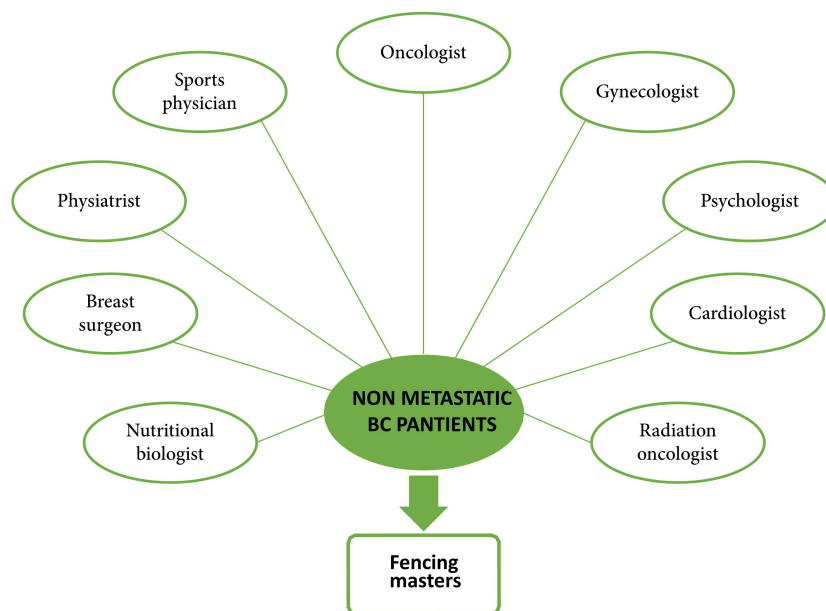 Oncologist
Sports
physician
Gynecologist
Physiatrist
Psychologist
Breast
surgeon
Cardiologist
NON METASTATIC
BC PANTIENTS
Nutritional
biologist
Radiation
oncologist
Fencing
masters